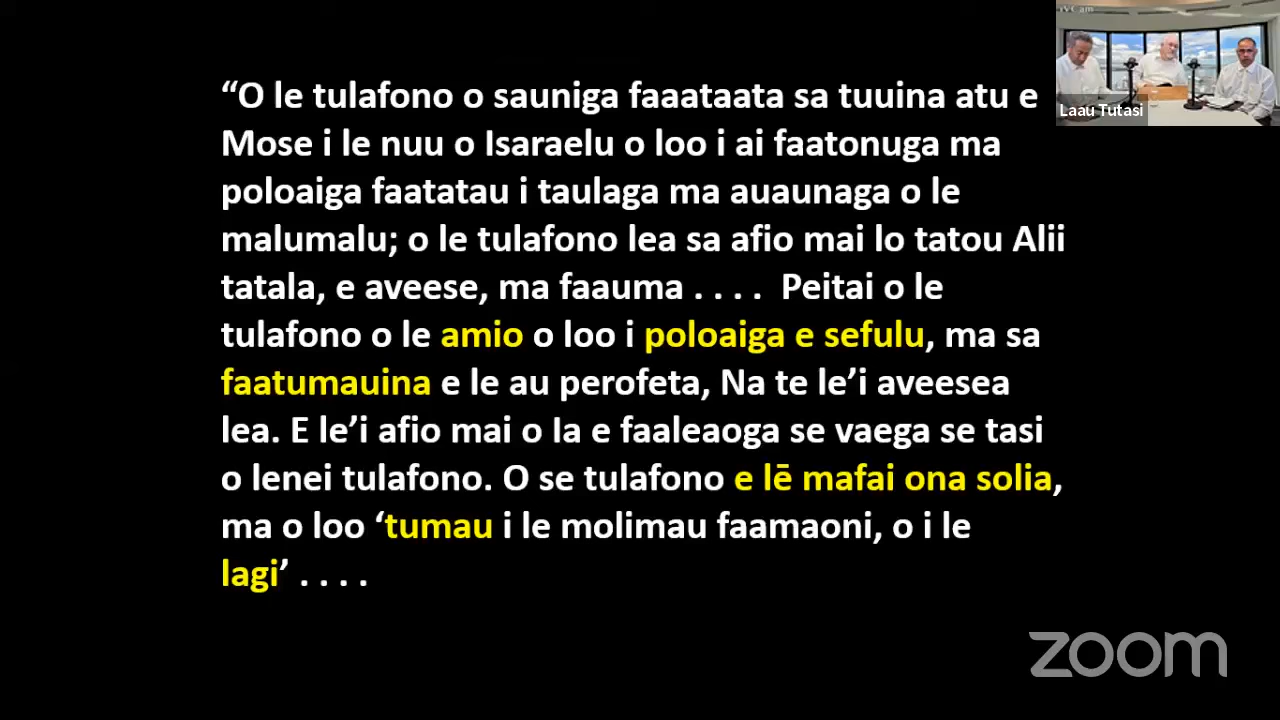 “O le tulafono o sauniga faaataata sa tuuina atu e
Mose i le nuu o Isaraelu o loo i ai faatonuga ma
poloaiga faatatau i taulaga ma auaunaga o le
malumalu; o le tulafono lea sa afio mai lo tatou Alii
tatala, e aveese, ma faauma . . . .  Peitai o le
tulafono o le amio o loo i poloaiga e sefulu, ma sa
faatumauina e le au perofeta, Na te le’i aveesea
lea. E le’i afio mai o Ia e faaleaoga se vaega se tasi
o lenei tulafono. O se tulafono e lē mafai ona solia,
ma o loo ‘tumau i le molimau faamaoni, o i le
lagi’ . . . .
Laau Tutasi
zoom